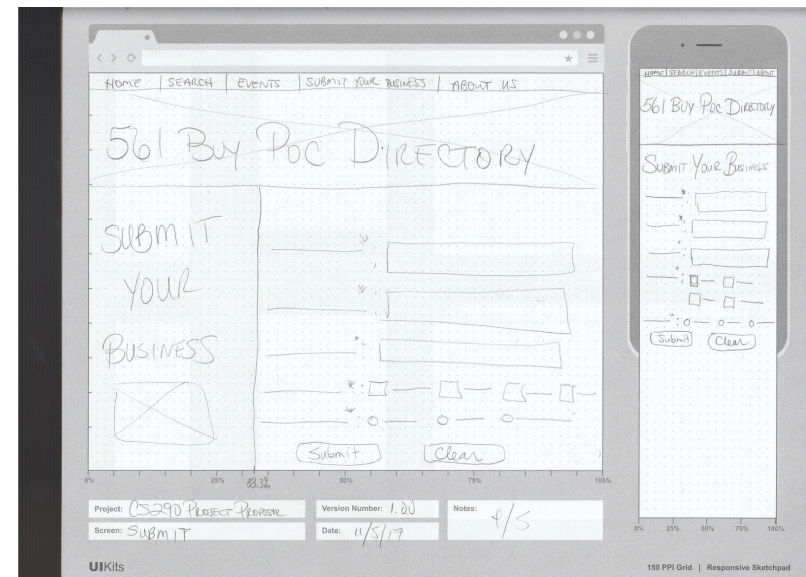 HOME | SEARCH | EVENTS | SUBMIT YOUR BUSINESS | ABOUT US
561 BUY POC DIRECTORY
SUBMIT
YOUR
BUSINESS
* :
* :
* :
* :
* :
Submit Clear
0% 25% 33.3% 50% 75% 100%
Project: CS290 PROJECT PROPOSAL
Version Number: 1.00
Notes:
Screen: SUBMIT
Date: 11/5/17
UIKits
HOME | SEARCH | EVENTS | SUBMIT | ABOUT
561 BUY POC DIRECTORY
SUBMIT YOUR BUSINESS
* :
* :
* :
* :
* :
Submit Clear
0% 25% 50% 75% 100%
150 PPI Grid | Responsive Sketchpad